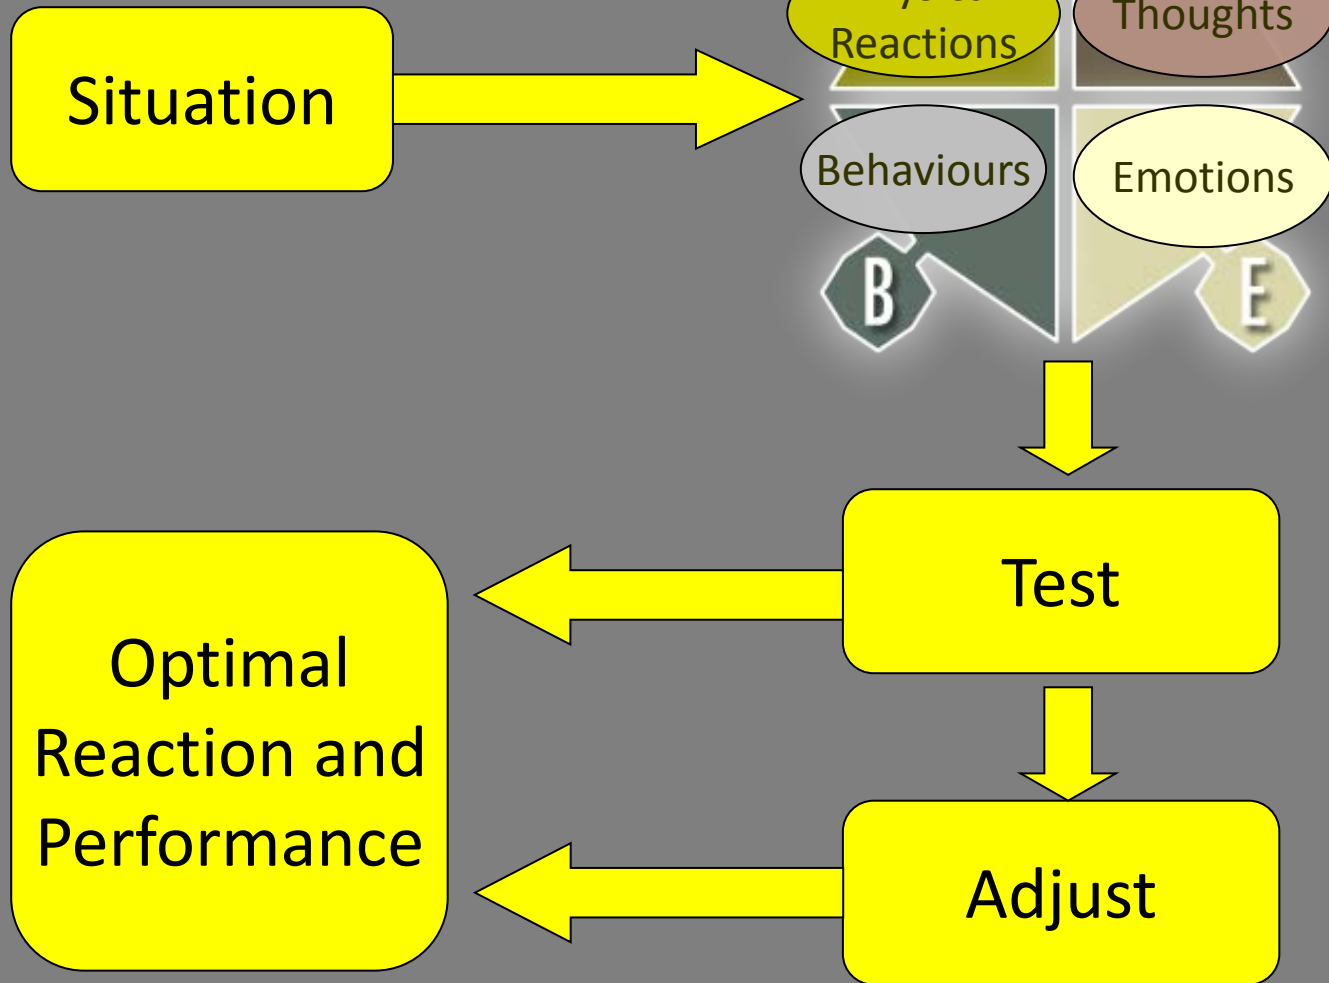 Situation
Reactions
Thoughts
Behaviours
Emotions
B
E
Test
Optimal
Reaction and
Performance
Adjust